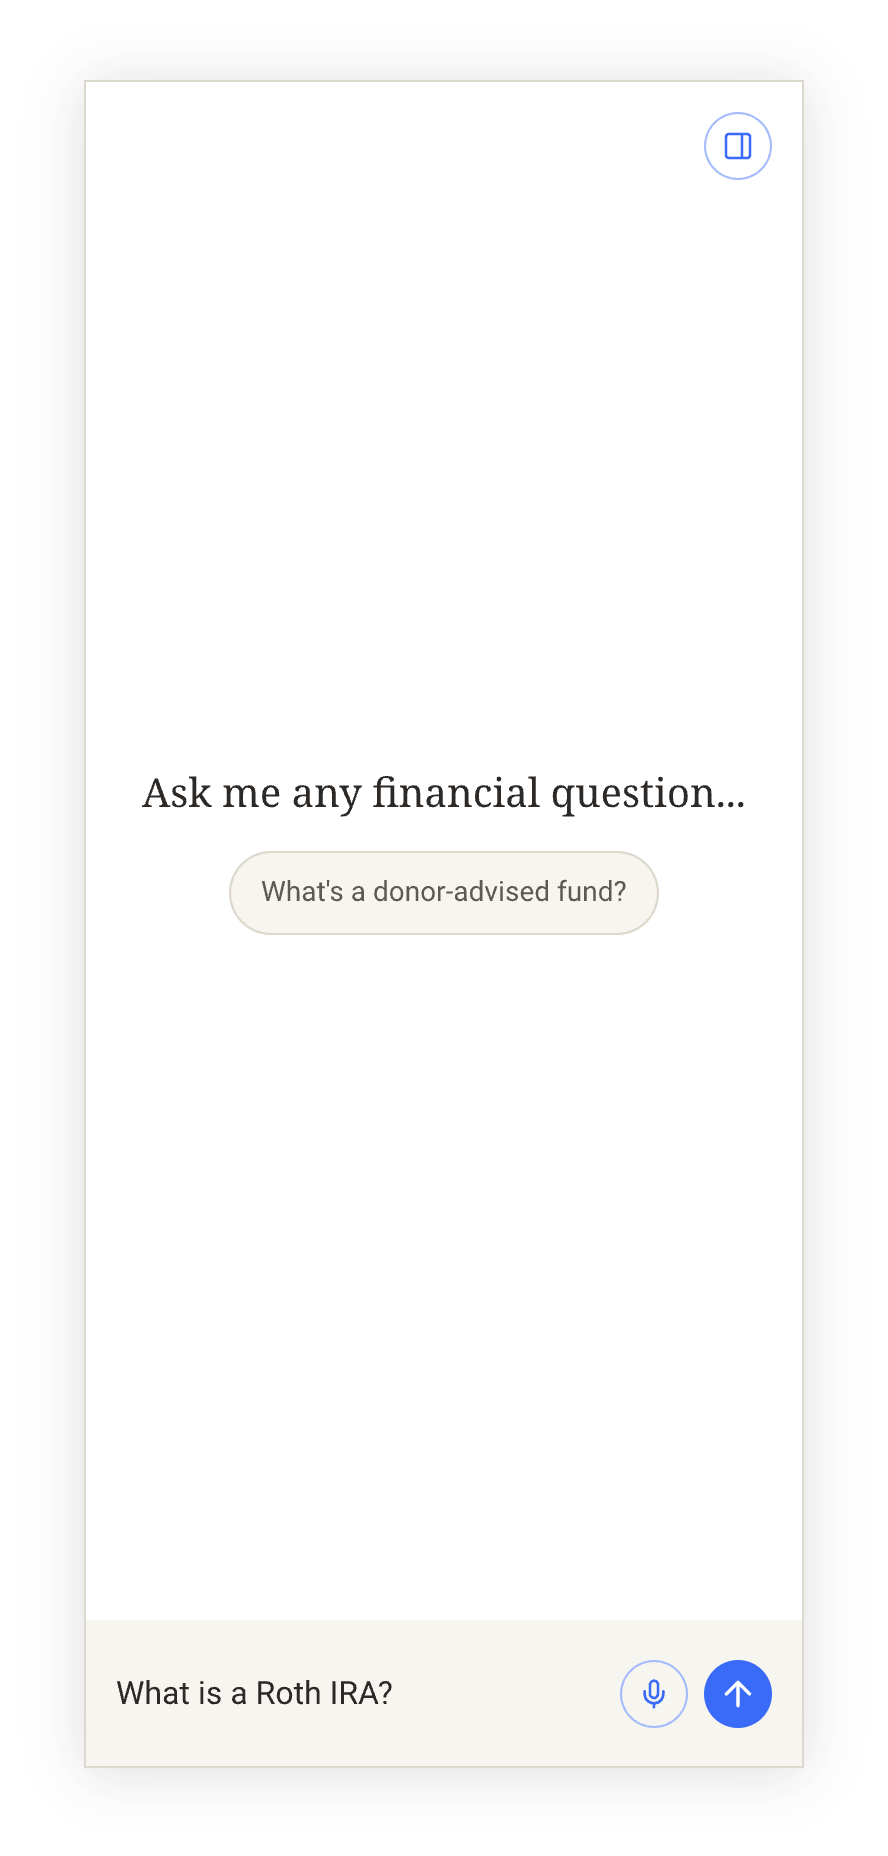 Ask me any financial question...
What's a donor-advised fund?
What is a Roth IRA?